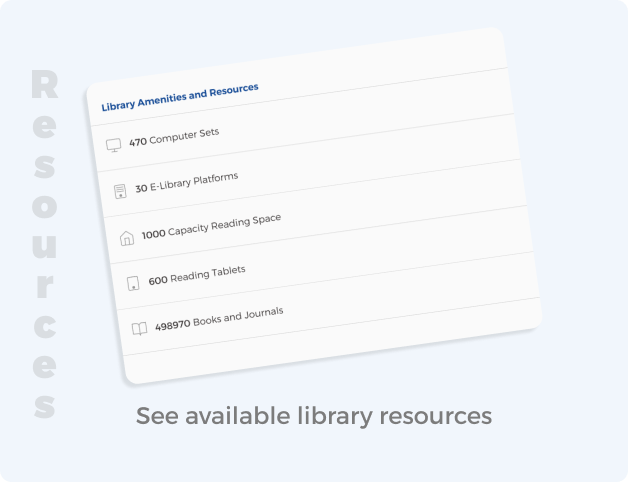 Resources
Library Amenities and Resources
470 Computer Sets
30 E-Library Platforms
1000 Capacity Reading Space
600 Reading Tablets
498970 Books and Journals
See available library resources